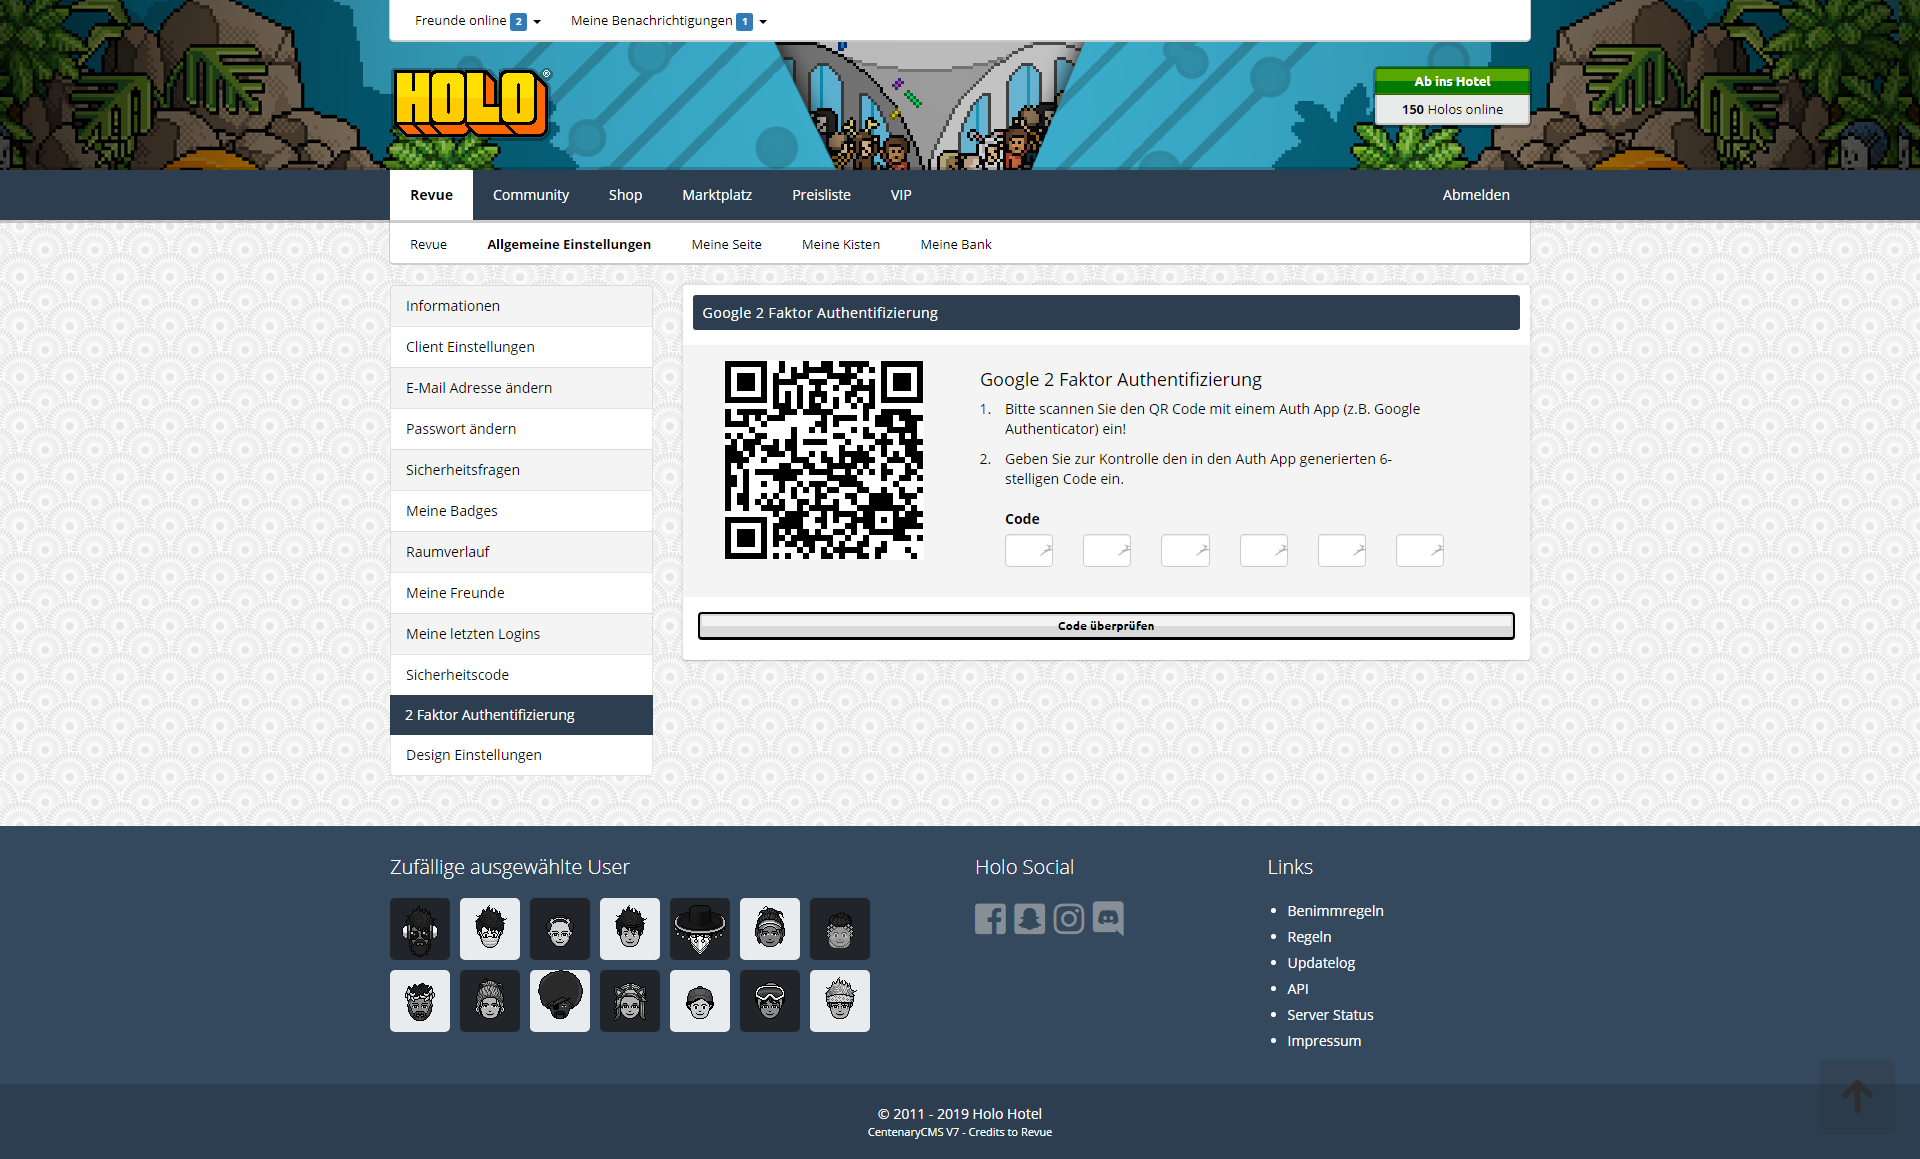 Freunde online 2
Meine Benachrichtigungen 1
HOLO®
Ab ins Hotel
150 Holos online
Revue
Community
Shop
Marktplatz
Preisliste
VIP
Abmelden
Revue
Allgemeine Einstellungen
Meine Seite
Meine Kisten
Meine Bank
Informationen
Client Einstellungen
E-Mail Adresse ändern
Passwort ändern
Sicherheitsfragen
Meine Badges
Raumverlauf
Meine Freunde
Meine letzten Logins
Sicherheitscode
2 Faktor Authentifizierung
Design Einstellungen
Google 2 Faktor Authentifizierung
Google 2 Faktor Authentifizierung
1. Bitte scannen Sie den QR Code mit einem Auth App (z.B. Google
Authenticator) ein!
2. Geben Sie zur Kontrolle den in den Auth App generierten 6-
stelligen Code ein.
Code
Code überprüfen
Zufällige ausgewählte User
Holo Social
Links
Benimmregeln
Regeln
Updatelog
API
Server Status
Impressum
© 2011 - 2019 Holo Hotel
CentenaryCMS V7 - Credits to Revue